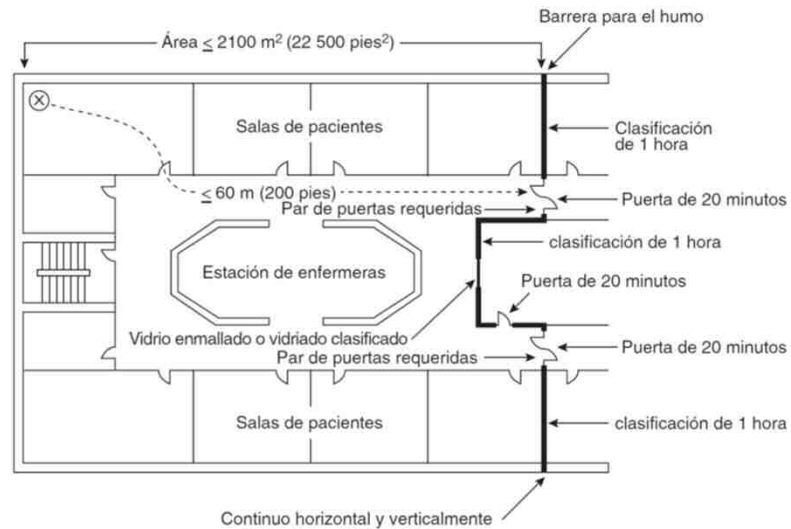 Barrera para el humo
Área ≤ 2100 m² (22 500 pies²)
Salas de pacientes
Clasificación
de 1 hora
≤ 60 m (200 pies)
Puerta de 20 minutos
Par de puertas requeridas
clasificación de 1 hora
Estación de enfermeras
Puerta de 20 minutos
Vidrio enmallado o vidriado clasificado
Puerta de 20 minutos
Par de puertas requeridas
Salas de pacientes
clasificación de 1 hora
Continuo horizontal y verticalmente